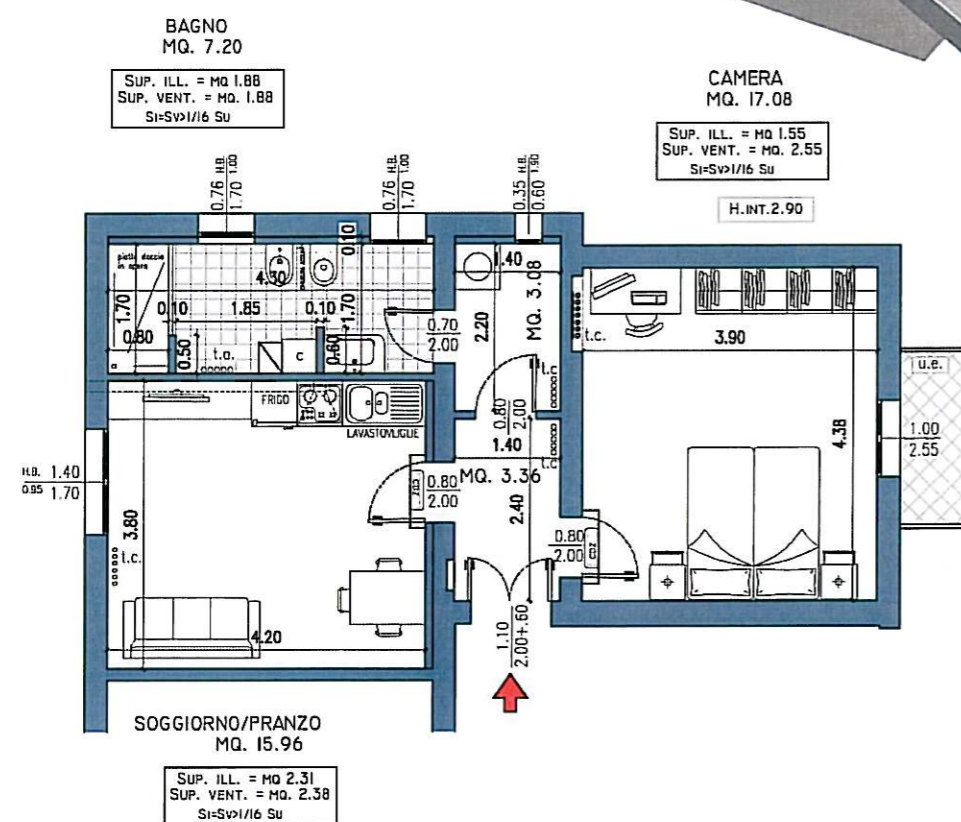 BAGNO
MQ. 7.20
SUP. ILL. = MQ 1.88
SUP. VENT. = MQ. 1.88
SI=SV>1/16 SU
CAMERA
MQ. 17.08
SUP. ILL. = MQ 1.55
SUP. VENT. = MQ. 2.55
SI=SV>1/16 SU
H.INT.2.90
0.76 H.B. 1.00
1.70
0.76 H.B. 1.00
1.70
0.35 H.B. 1.90
0.60
piatto doccia
in opera
4.30
0.10
1.40
MQ. 3.08
1.70
0.10
1.85
0.10
1.70
2.20
0.80
0.50
t.a.
C
0.60
0.70
2.00
t.c.
3.90
u.e.
FRIGO
LAVASTOVIGLIE
0.80
2.00
t.c
1.40
t.c
MQ. 3.36
4.38
1.00
2.55
H.B. 1.40
0.95 1.70
3.80
t.c.
CDZ
0.80
2.00
2.40
0.80
2.00
CDZ
4.20
1.10
2.00+.60
SOGGIORNO/PRANZO
MQ. 15.96
SUP. ILL. = MQ 2.31
SUP. VENT. = MQ. 2.38
SI=SV>1/16 SU